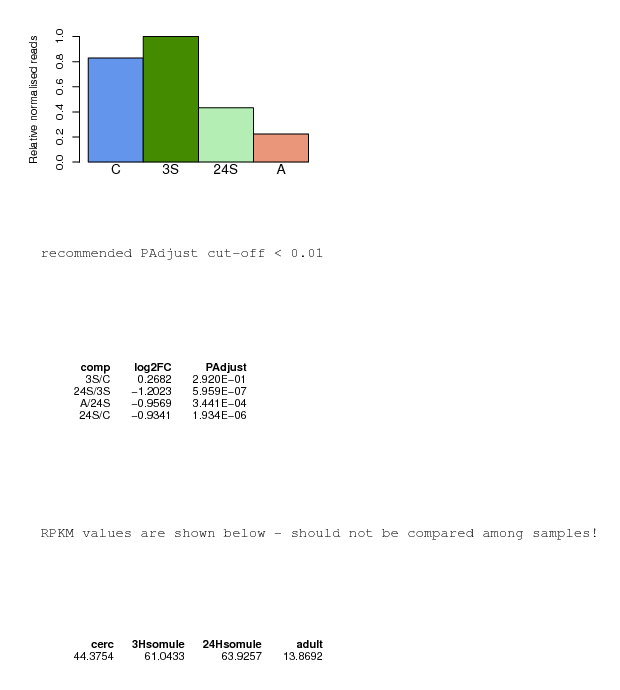 Relative normalised reads
1.0
0.8
0.6
0.4
0.2
0.0
C 3S 24S A
recommended PAdjust cut-off < 0.01
comp log2FC PAdjust
3S/C 0.2682 2.920E-01
24S/3S -1.2023 5.959E-07
A/24S -0.9569 3.441E-04
24S/C -0.9341 1.934E-06
RPKM values are shown below - should not be compared among samples!
cerc 3Hsomule 24Hsomule adult
44.3754 61.0433 63.9257 13.8692